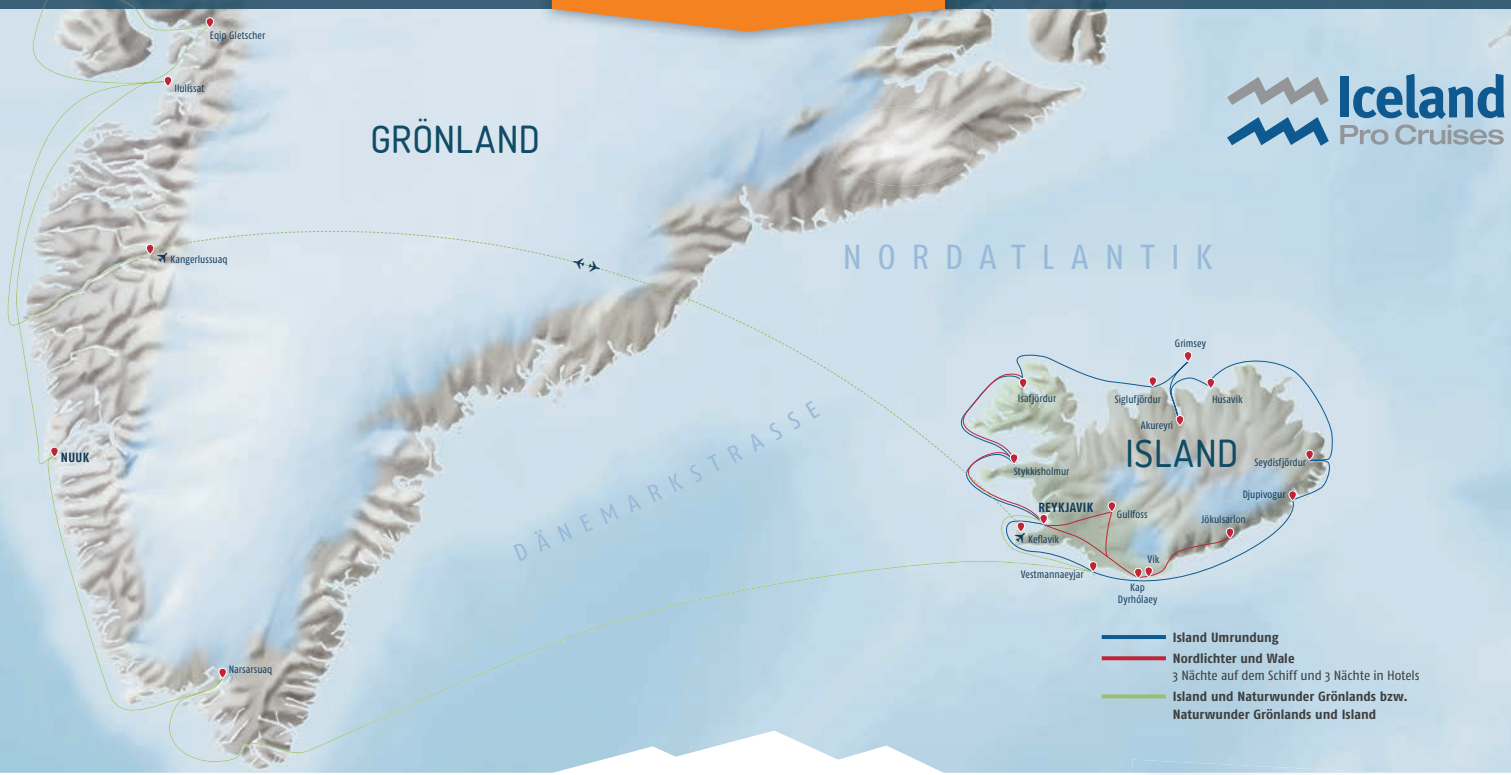 Eqip Gletscher
Ilulissat
GRÖNLAND
Iceland
Pro Cruises
NORDATLANTIK
Kangerlussuaq
Grimsey
Isafjördur
Siglufjördur
Husavik
Akureyri
DÄNEMARKSTRASSE
ISLAND
NUUK
Stykkisholmur
Seydisfjördur
Djupivogur
REYKJAVIK
Gullfoss
Jökulsarlon
Keflavik
Vik
Vestmannaeyjar
Kap
Dyrhólaey
Island Umrundung
Nordlichter und Wale
3 Nächte auf dem Schiff und 3 Nächte in Hotels
Narsarsuaq
Island und Naturwunder Grönlands bzw.
Naturwunder Grönlands und Island